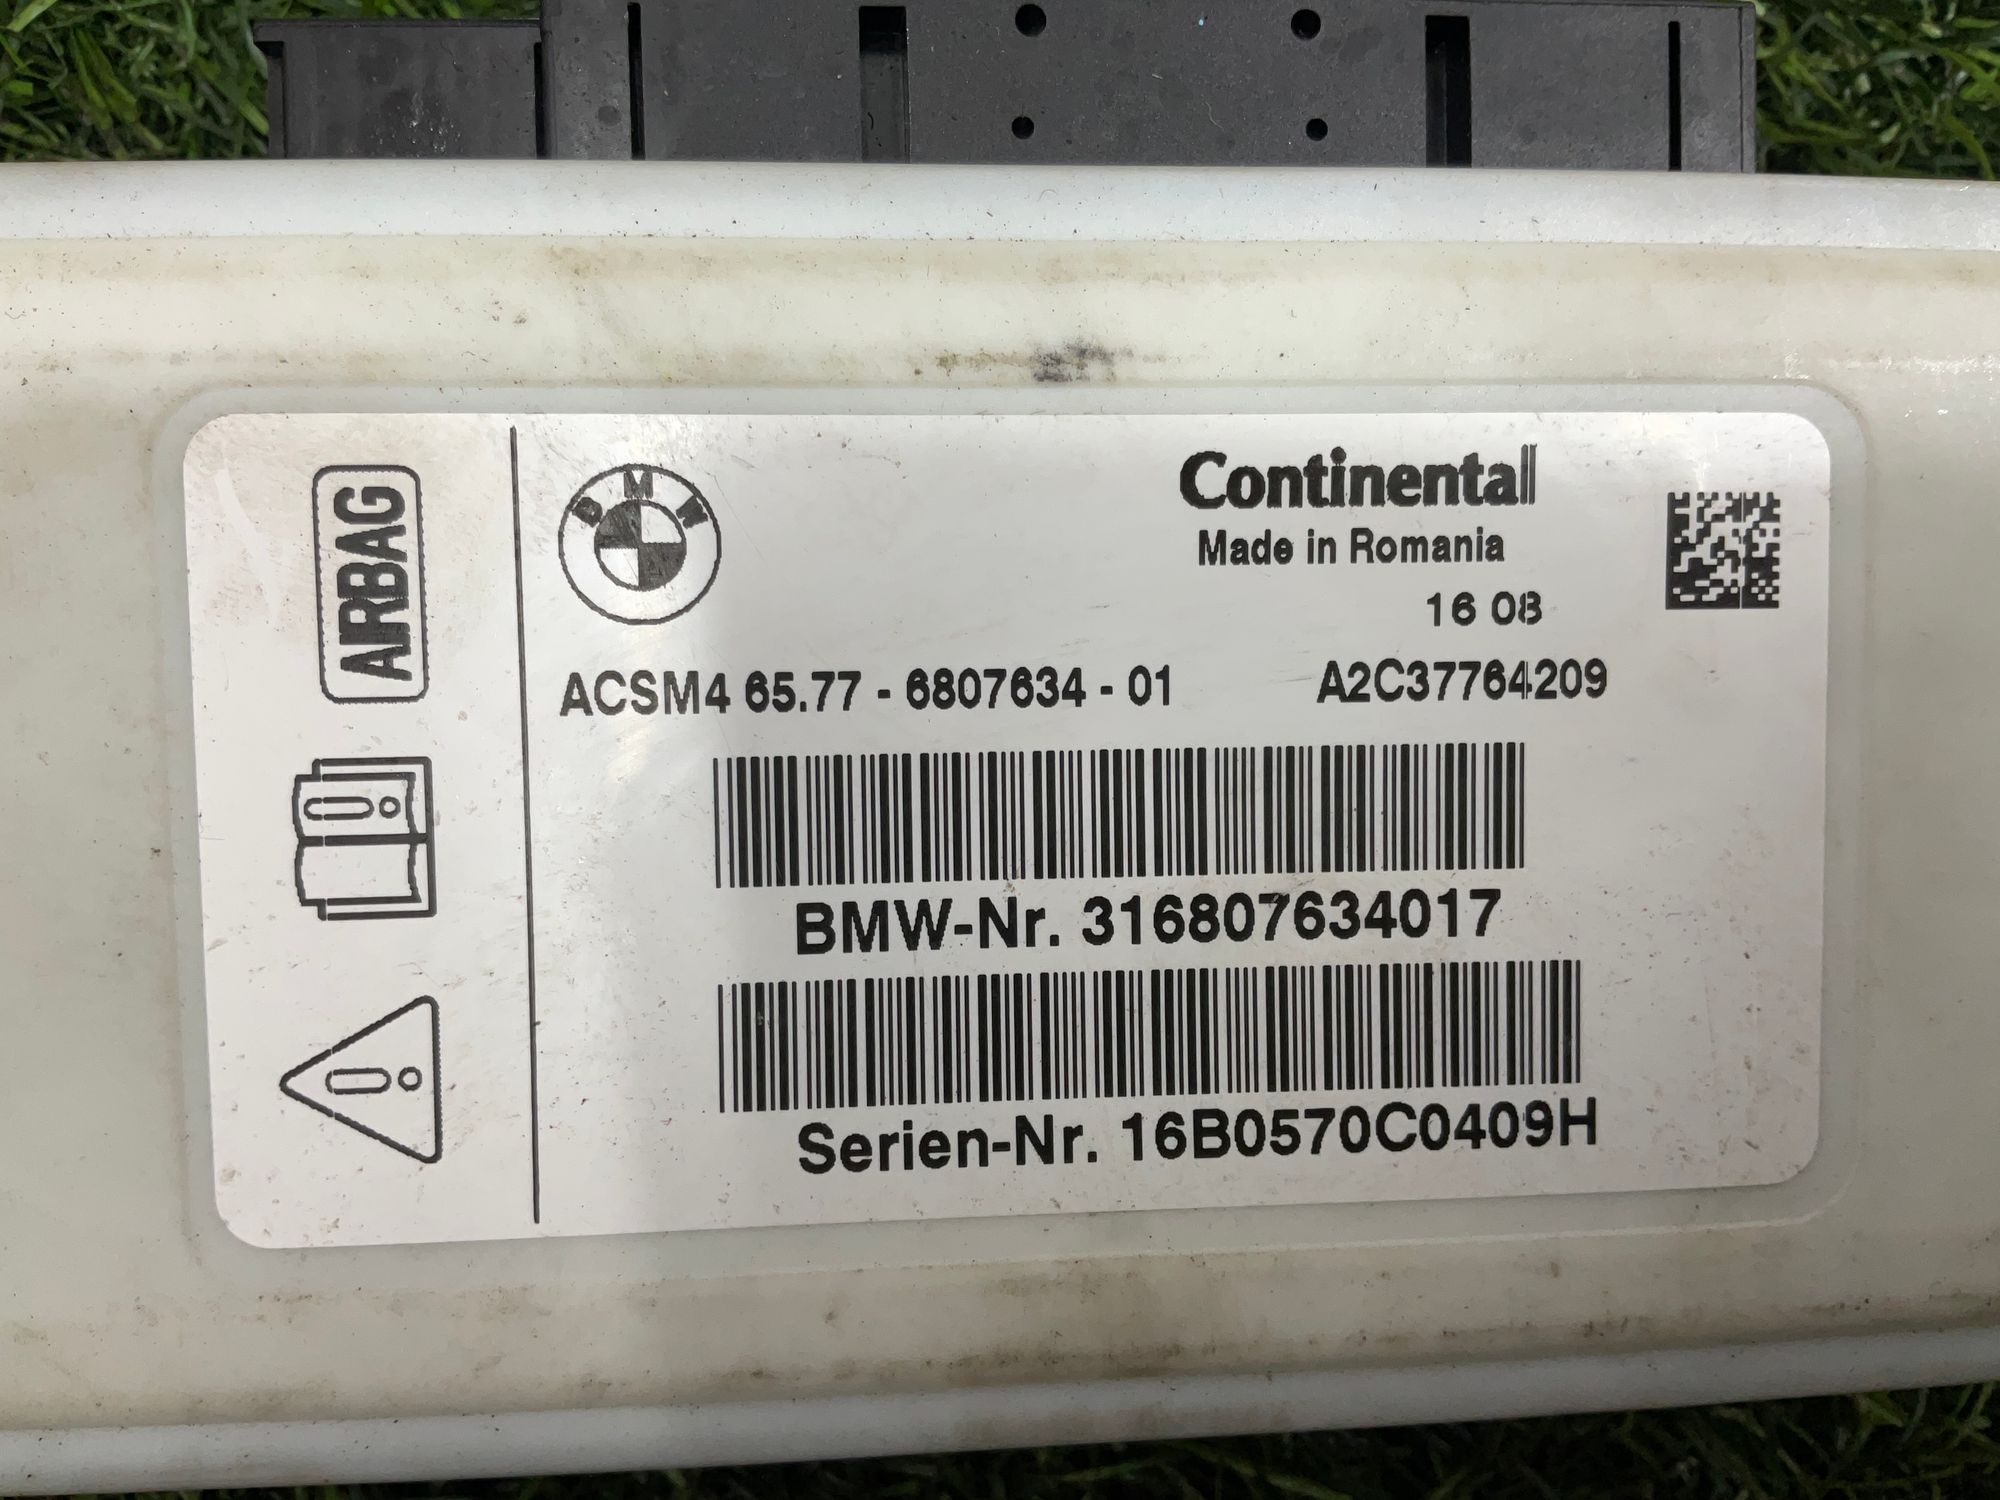 AIRBAG
BMW
Continental
Made in Romania
16 08
ACSM4 65.77 - 6807634 - 01 A2C37764209
BMW-Nr. 316807634017
Serien-Nr. 16B0570C0409H